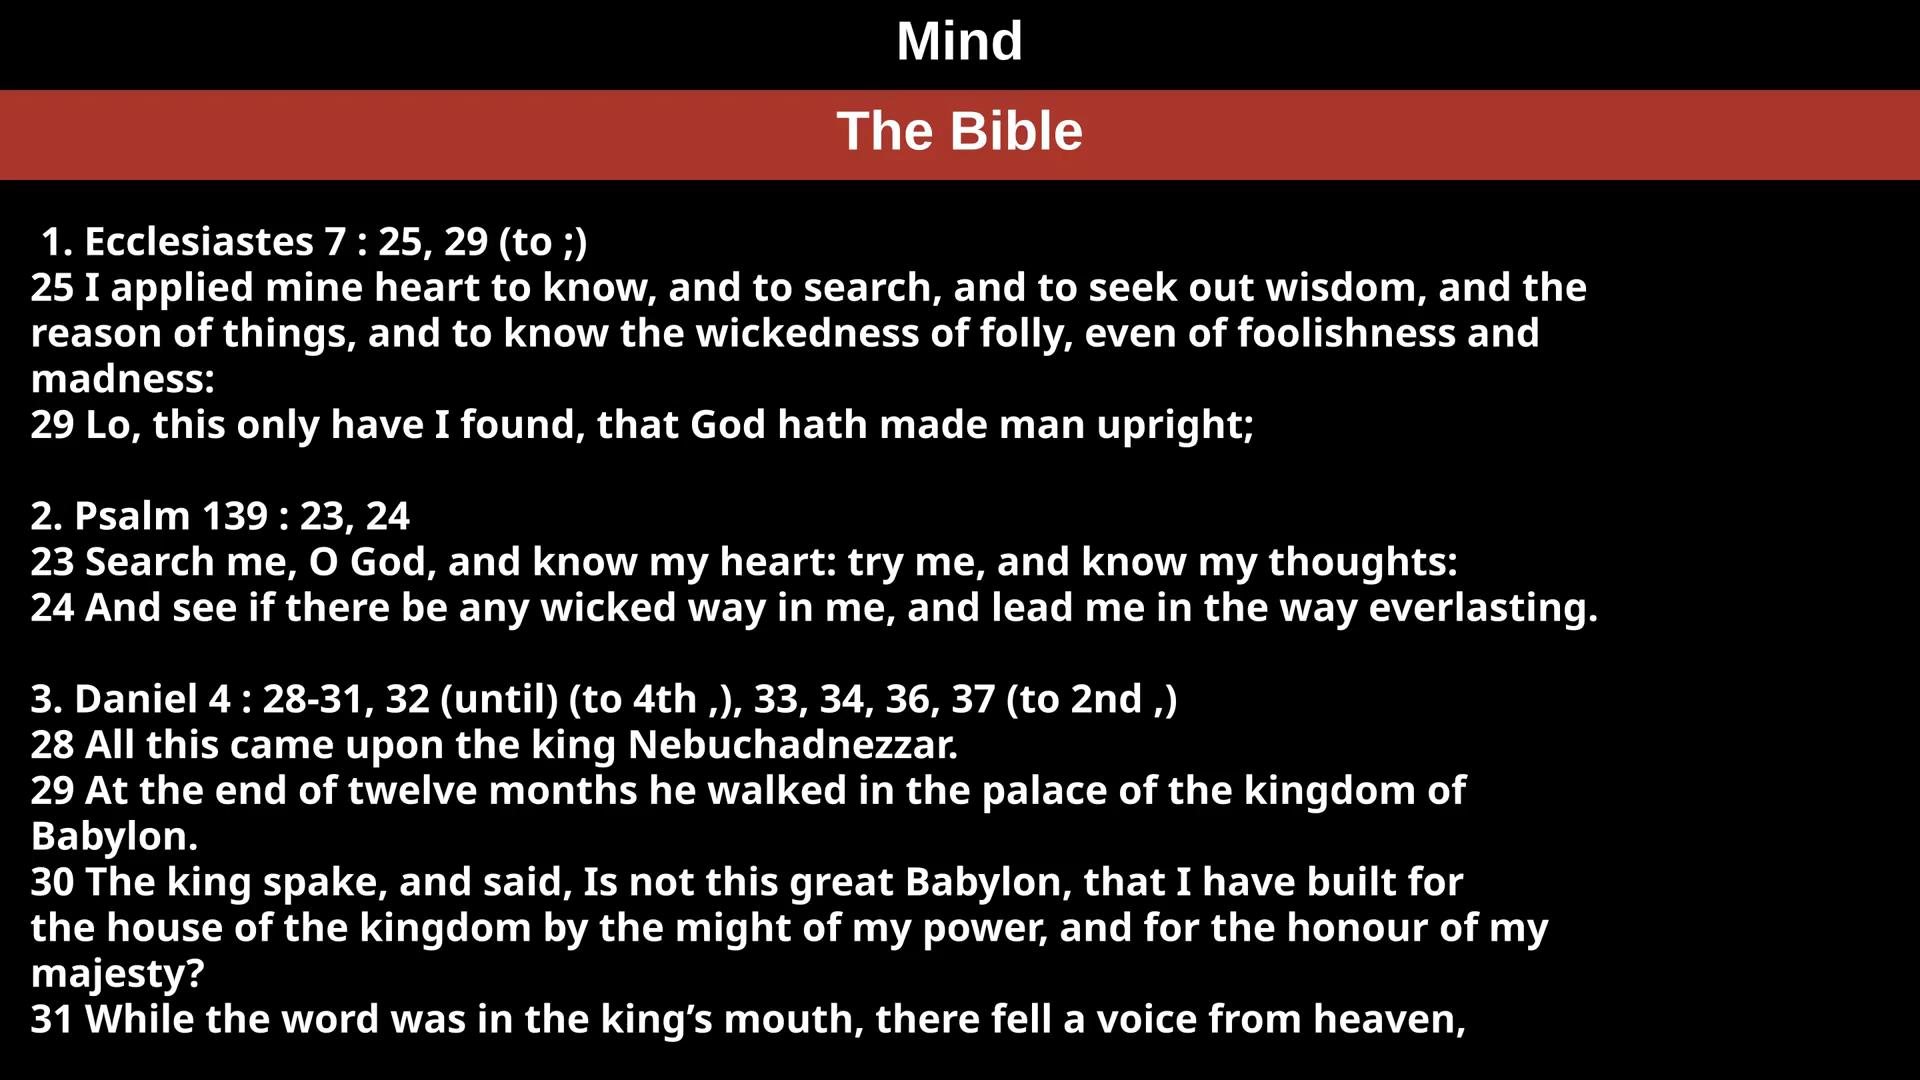 Mind
The Bible
1. Ecclesiastes 7 : 25, 29 (to ;)
25 I applied mine heart to know, and to search, and to seek out wisdom, and the
reason of things, and to know the wickedness of folly, even of foolishness and
madness:
29 Lo, this only have I found, that God hath made man upright;
2. Psalm 139 : 23, 24
23 Search me, O God, and know my heart: try me, and know my thoughts:
24 And see if there be any wicked way in me, and lead me in the way everlasting.
3. Daniel 4 : 28-31, 32 (until) (to 4th ,), 33, 34, 36, 37 (to 2nd ,)
28 All this came upon the king Nebuchadnezzar.
29 At the end of twelve months he walked in the palace of the kingdom of
Babylon.
30 The king spake, and said, Is not this great Babylon, that I have built for
the house of the kingdom by the might of my power, and for the honour of my
majesty?
31 While the word was in the king’s mouth, there fell a voice from heaven,